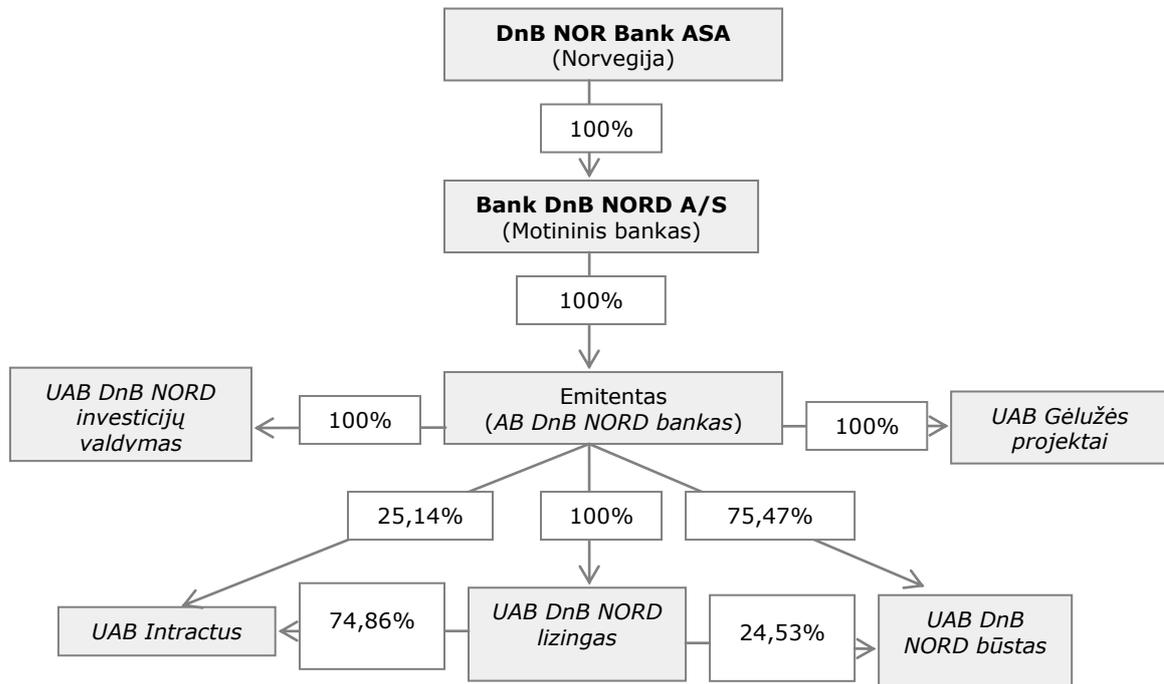 DnB NOR Bank ASA
(Norvegija)
100%
Bank DnB NORD A/S
(Motininis bankas)
100%
UAB DnB NORD
investicijų
valdymas
100%
Emitentas
(AB DnB NORD bankas)
100%
UAB Gėlužės
projektai
25,14%
100%
75,47%
UAB Intractus
74,86%
UAB DnB NORD
lizingas
24,53%
UAB DnB
NORD būstas